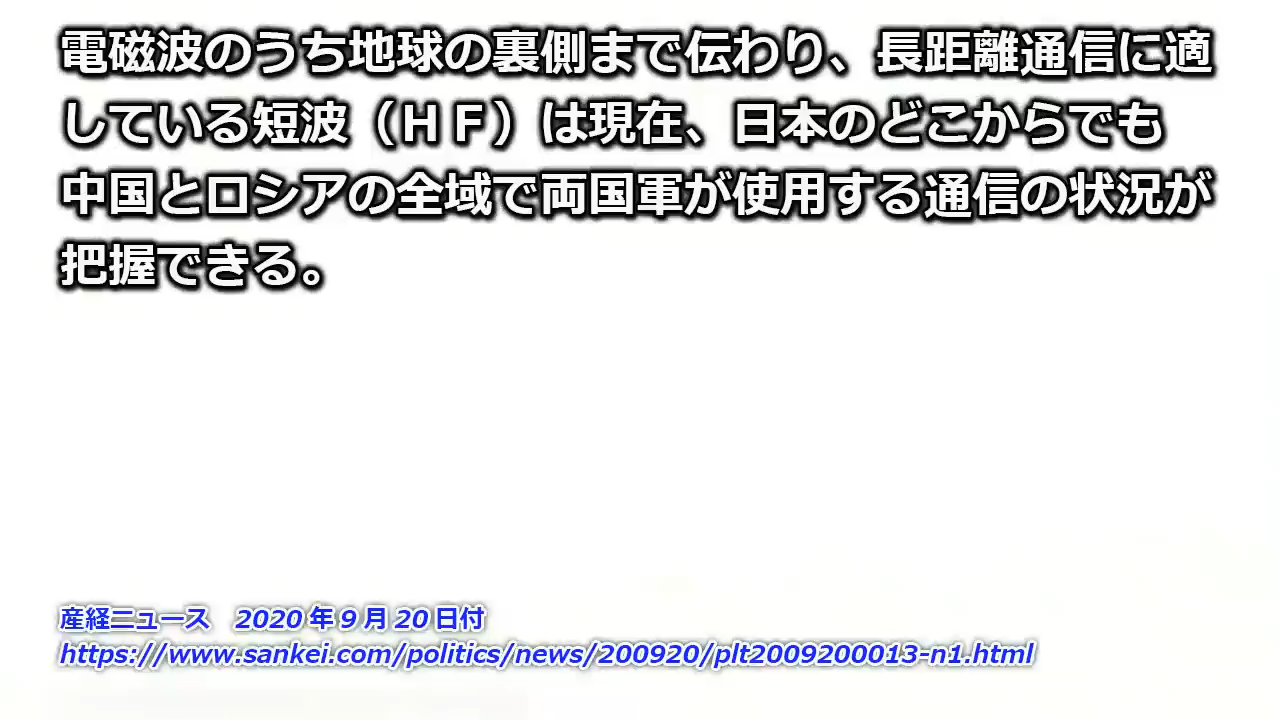 電磁波のうち地球の裏側まで伝わり、長距離通信に適
している短波（ＨＦ）は現在、日本のどこからでも
中国とロシアの全域で両国軍が使用する通信の状況が
把握できる。
産経ニュース　2020年9月20日付
https://www.sankei.com/politics/news/200920/plt2009200013-n1.html